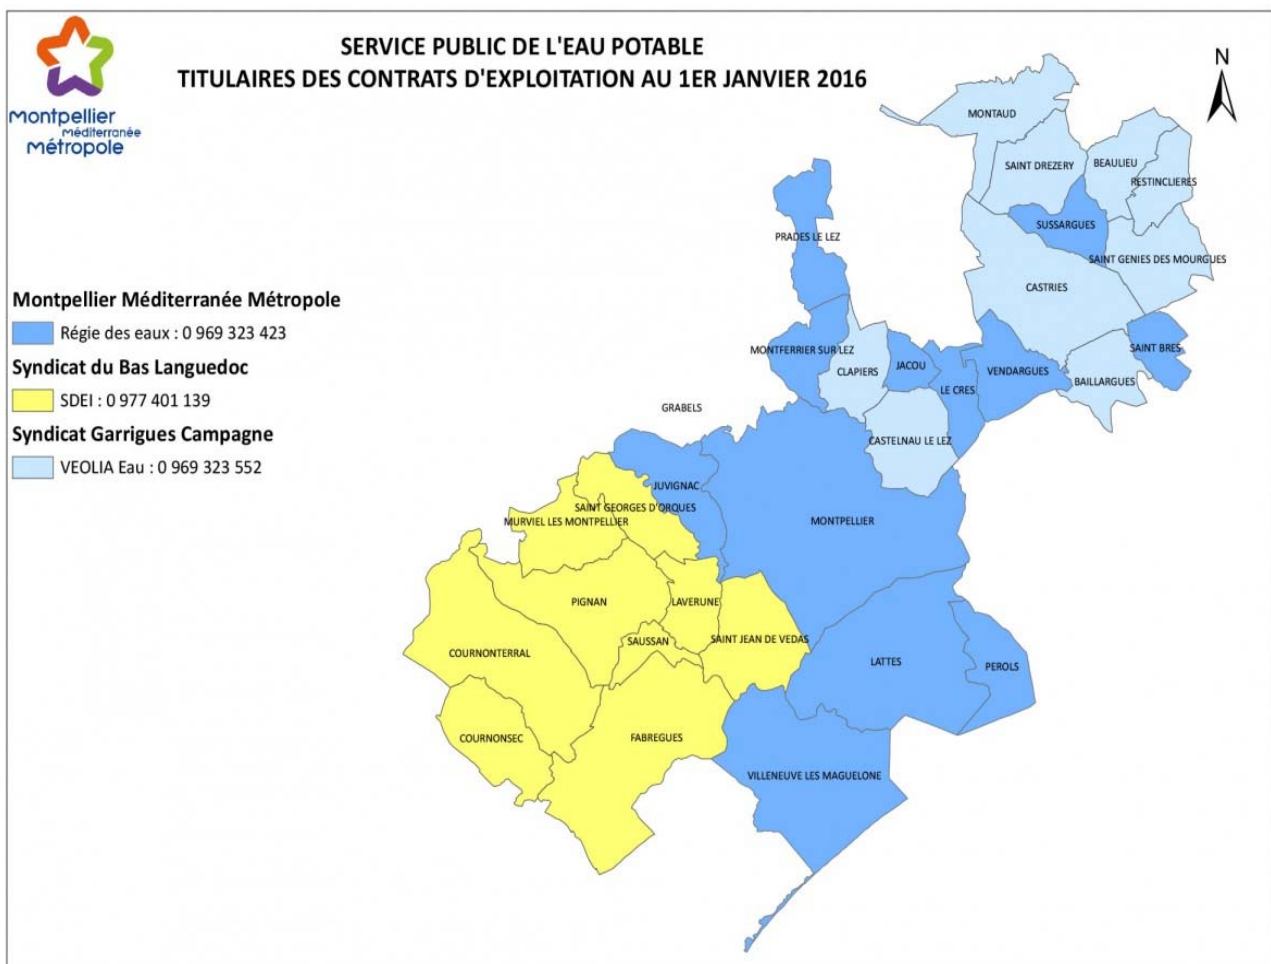 SERVICE PUBLIC DE L'EAU POTABLE
TITULAIRES DES CONTRATS D'EXPLOITATION AU 1ER JANVIER 2016
montpellier
méditerranée
métropole
N
Montpellier Méditerranée Métropole
Régie des eaux : 0 969 323 423
Syndicat du Bas Languedoc
SDEI : 0 977 401 139
Syndicat Garrigues Campagne
VEOLIA Eau : 0 969 323 552
MONTAUD
SAINT DREZERY
BEAULIEU
RESTINCLIERES
SUSSARGUES
PRADES LE LEZ
SAINT GENIES DES MOURGUES
CASTRIES
MONTFERRIER SUR LEZ
CLAPIERS
JACOU
LE CRES
VENDARGUES
SAINT BRES
BAILLARGUES
GRABELS
CASTELNAU LE LEZ
JUVIGNAC
SAINT GEORGES D'ORQUES
MURVIEL LES MONTPELLIER
MONTPELLIER
PIGNAN
LAVERUNE
SAUSSAN
SAINT JEAN DE VEDAS
COURNONTERRAL
LATTES
PEROLS
COURNONSEC
FABREGUES
VILLENEUVE LES MAGUELONE